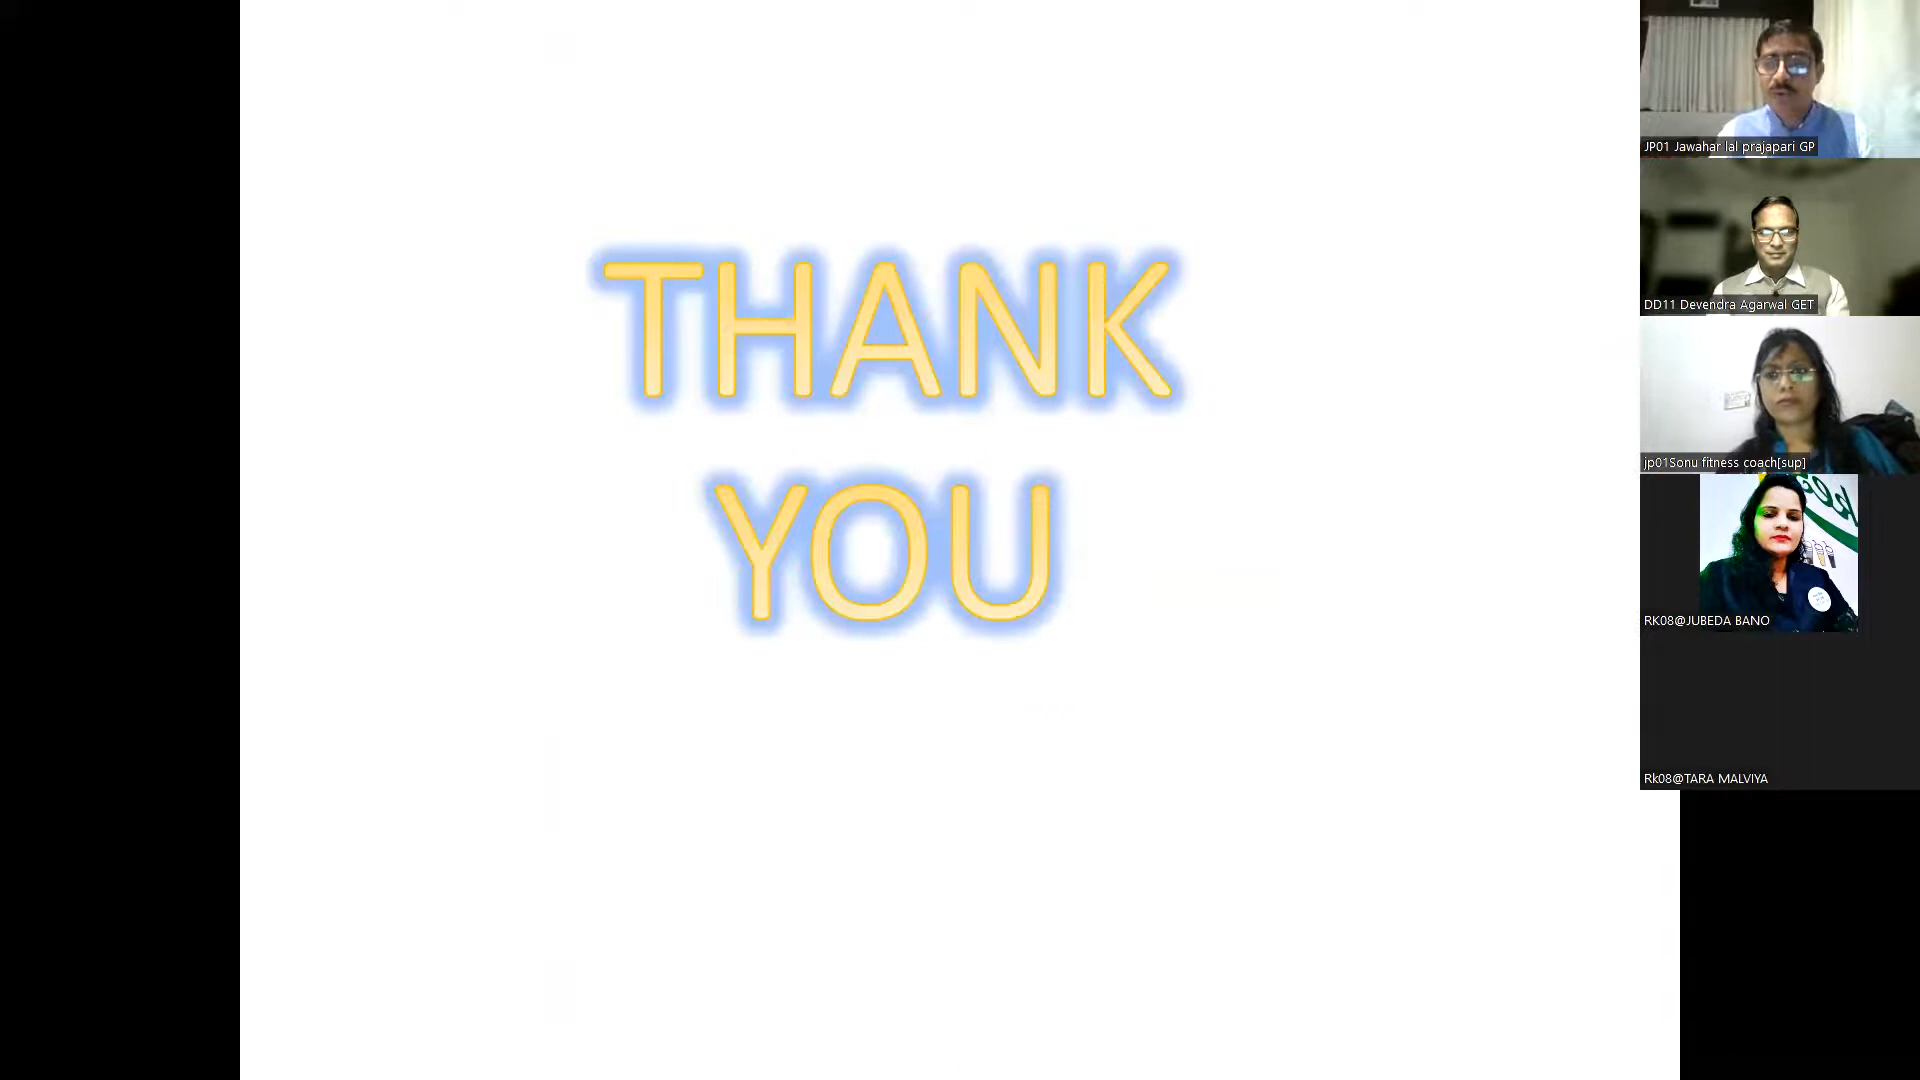 THANK
YOU
JP01 Jawahar lal prajapari GP
DD11 Devendra Agarwal GET
jp01Sonu fitness coach[sup]
RK08@JUBEDA BANO
Rk08@TARA MALVIYA